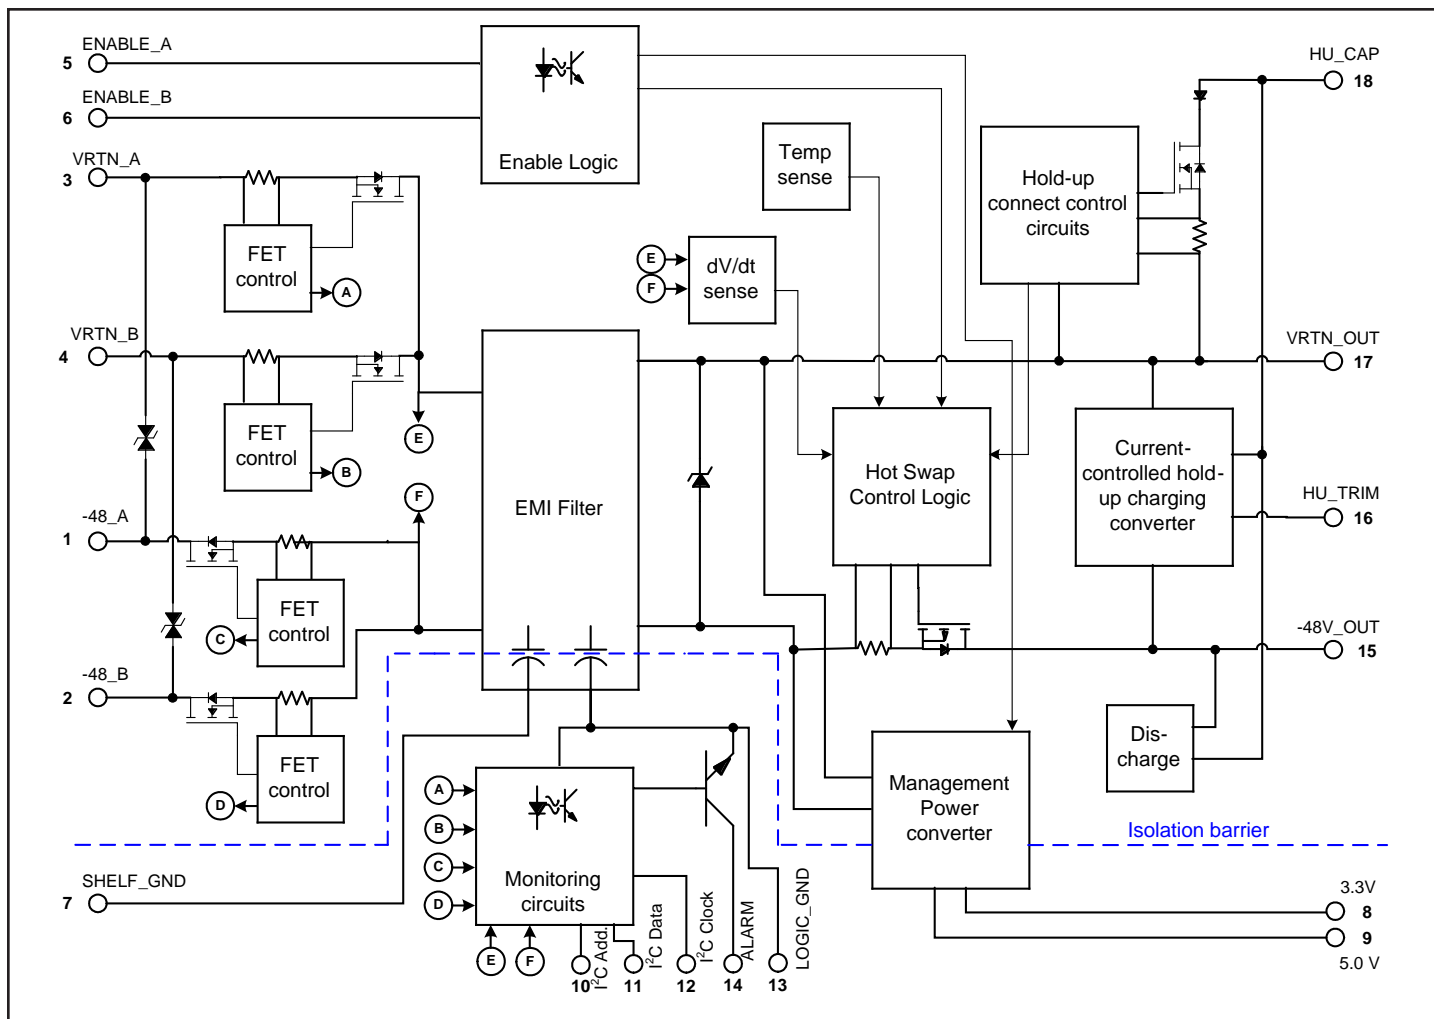 ENABLE_A
5
ENABLE_B
6
Enable Logic
HU_CAP
18
VRTN_A
3
Temp
sense
Hold-up
connect control
circuits
FET
control
A
E
F
dV/dt
sense
VRTN_B
4
VRTN_OUT
17
FET
control
B
E
F
EMI Filter
Hot Swap
Control Logic
Current-
controlled hold-
up charging
converter
HU_TRIM
16
-48_A
1
FET
control
C
-48V_OUT
15
-48_B
2
FET
control
D
Dis-
charge
Management
Power
converter
Isolation barrier
A
B
C
D
Monitoring
circuits
E
F
SHELF_GND
7
3.3V
8
9
5.0 V
I²C Add.
10
I²C Data
11
I²C Clock
12
ALARM
14
LOGIC_GND
13